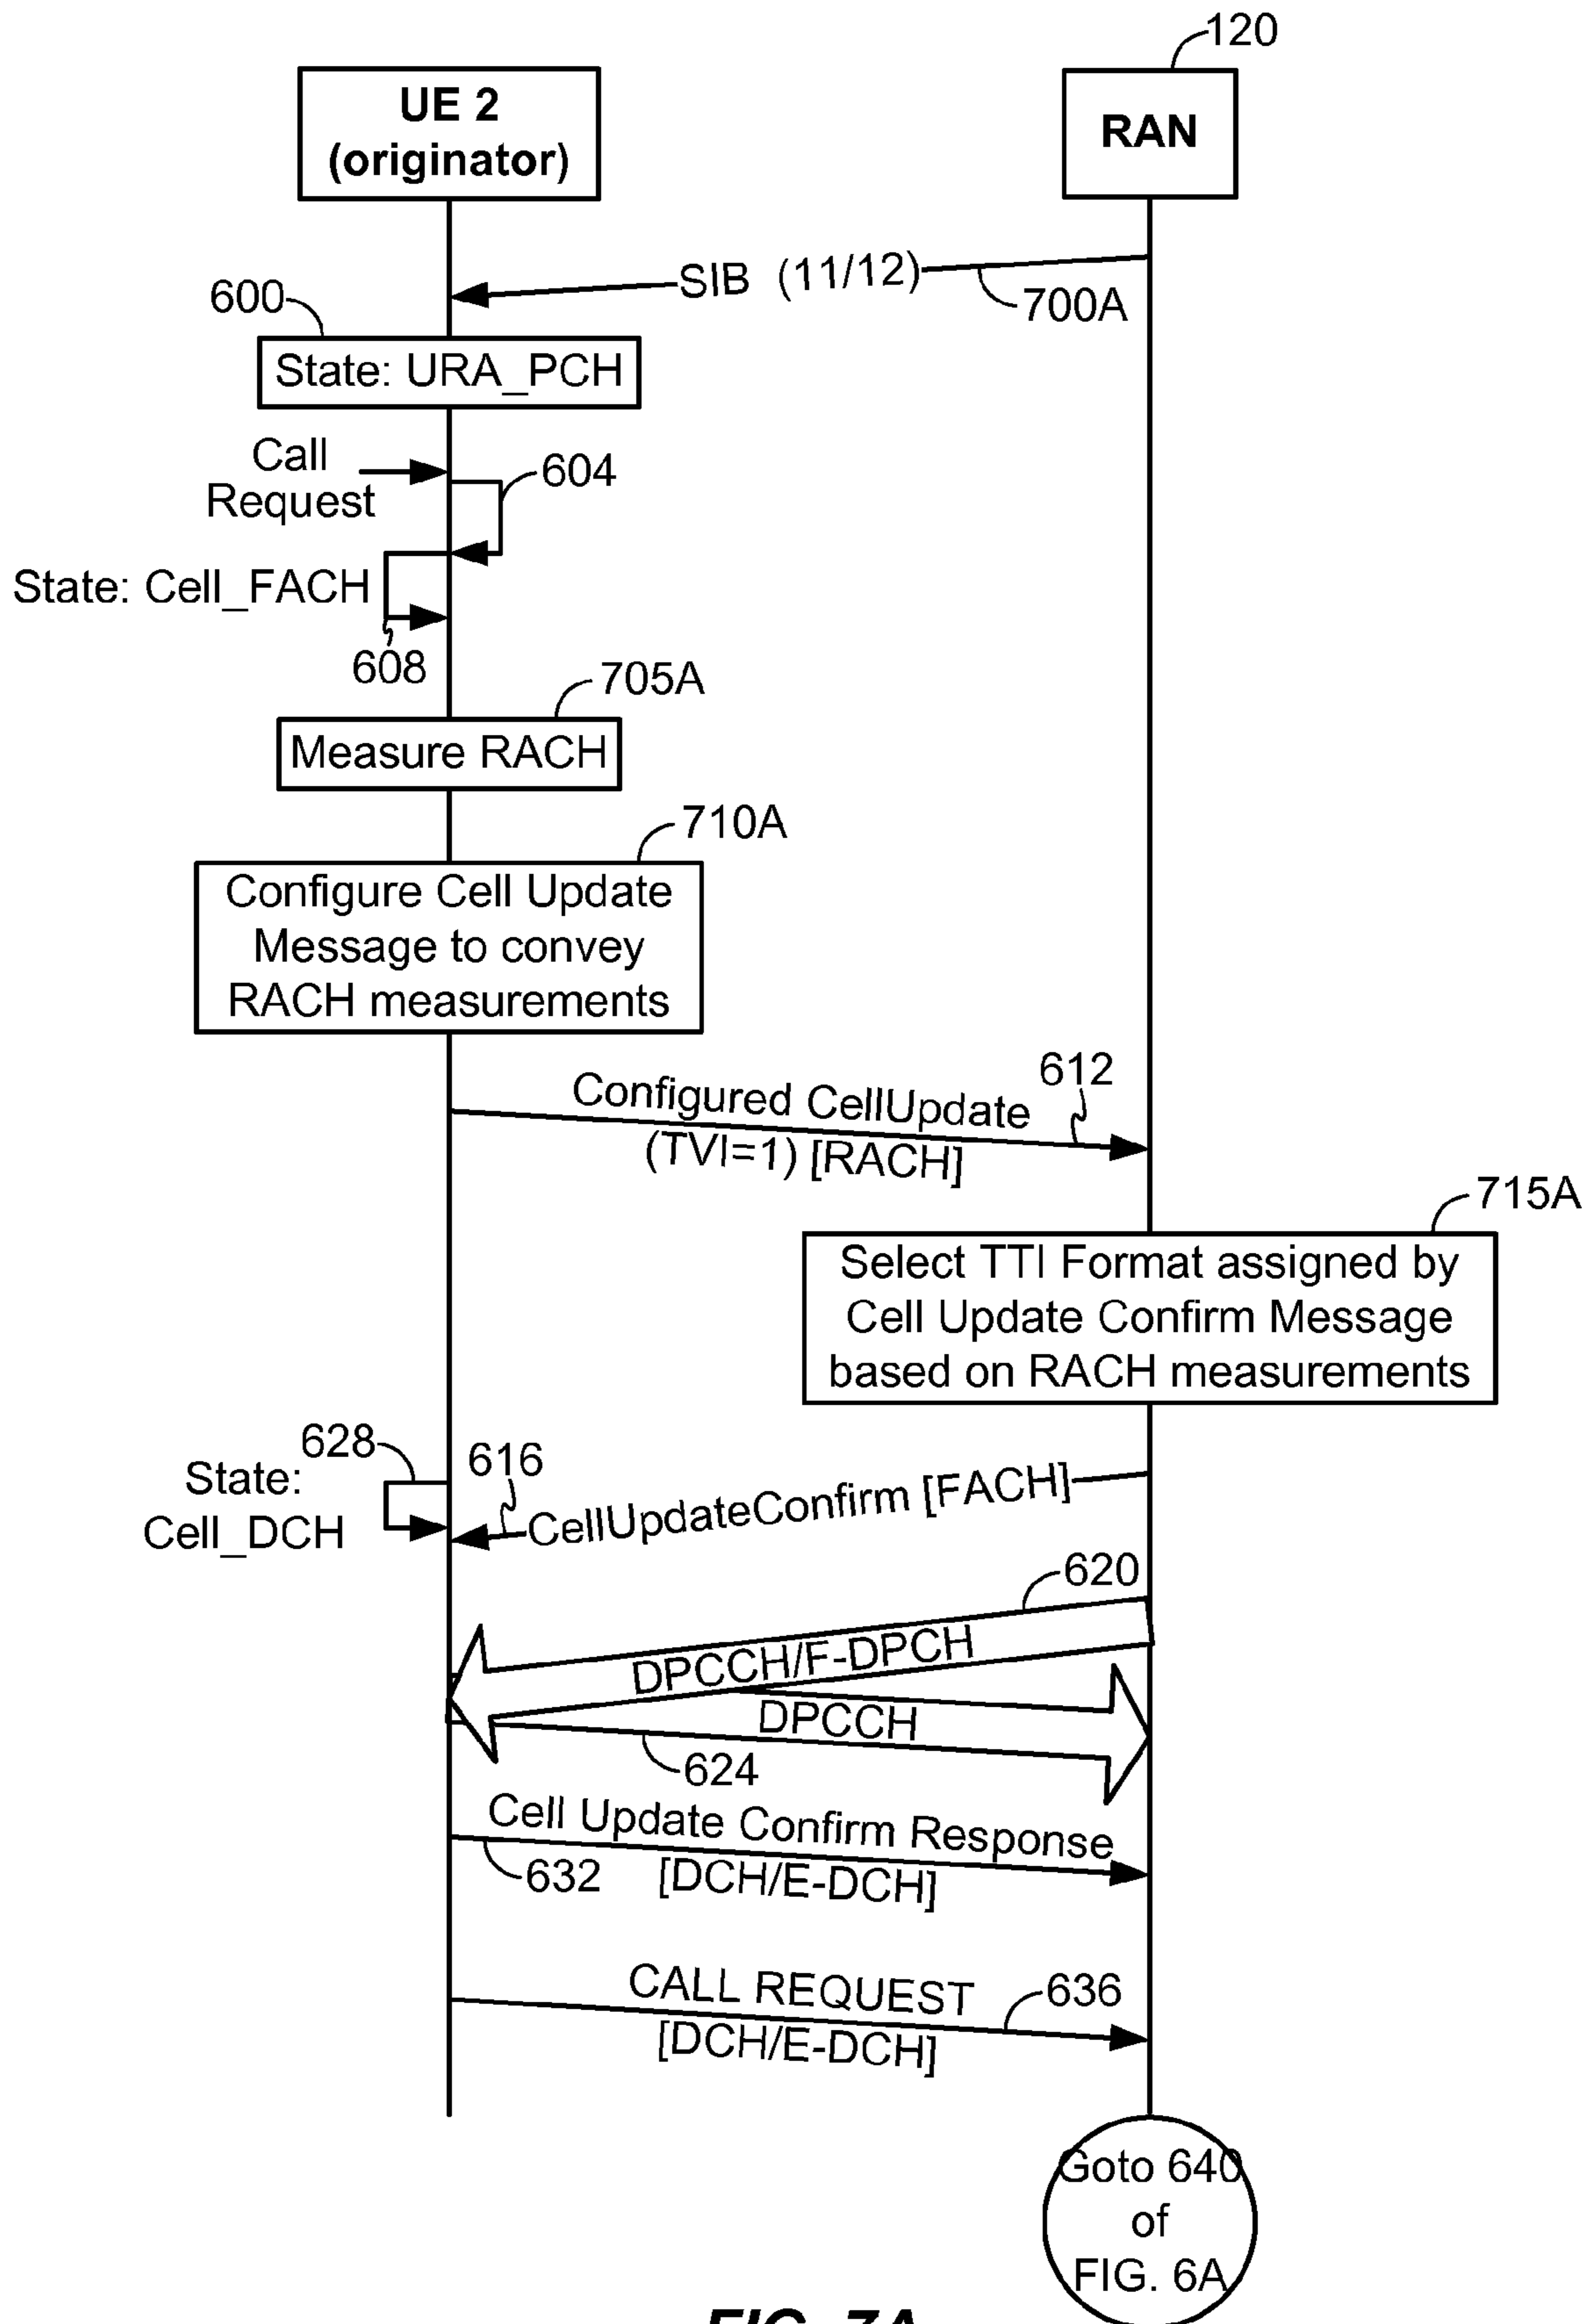 120
UE 2
(originator)
RAN
SIB (11/12)
700A
600
State: URA_PCH
Call
Request
604
State: Cell_FACH
608
705A
Measure RACH
710A
Configure Cell Update
Message to convey
RACH measurements
612
Configured CellUpdate
(TVI=1) [RACH]
715A
Select TTI Format assigned by
Cell Update Confirm Message
based on RACH measurements
628
State:
Cell_DCH
616
CellUpdateConfirm [FACH]
620
DPCCH/F-DPCH
DPCCH
624
Cell Update Confirm Response
632
[DCH/E-DCH]
CALL REQUEST
636
[DCH/E-DCH]
Goto 640
of
FIG. 6A
FIG. 7A